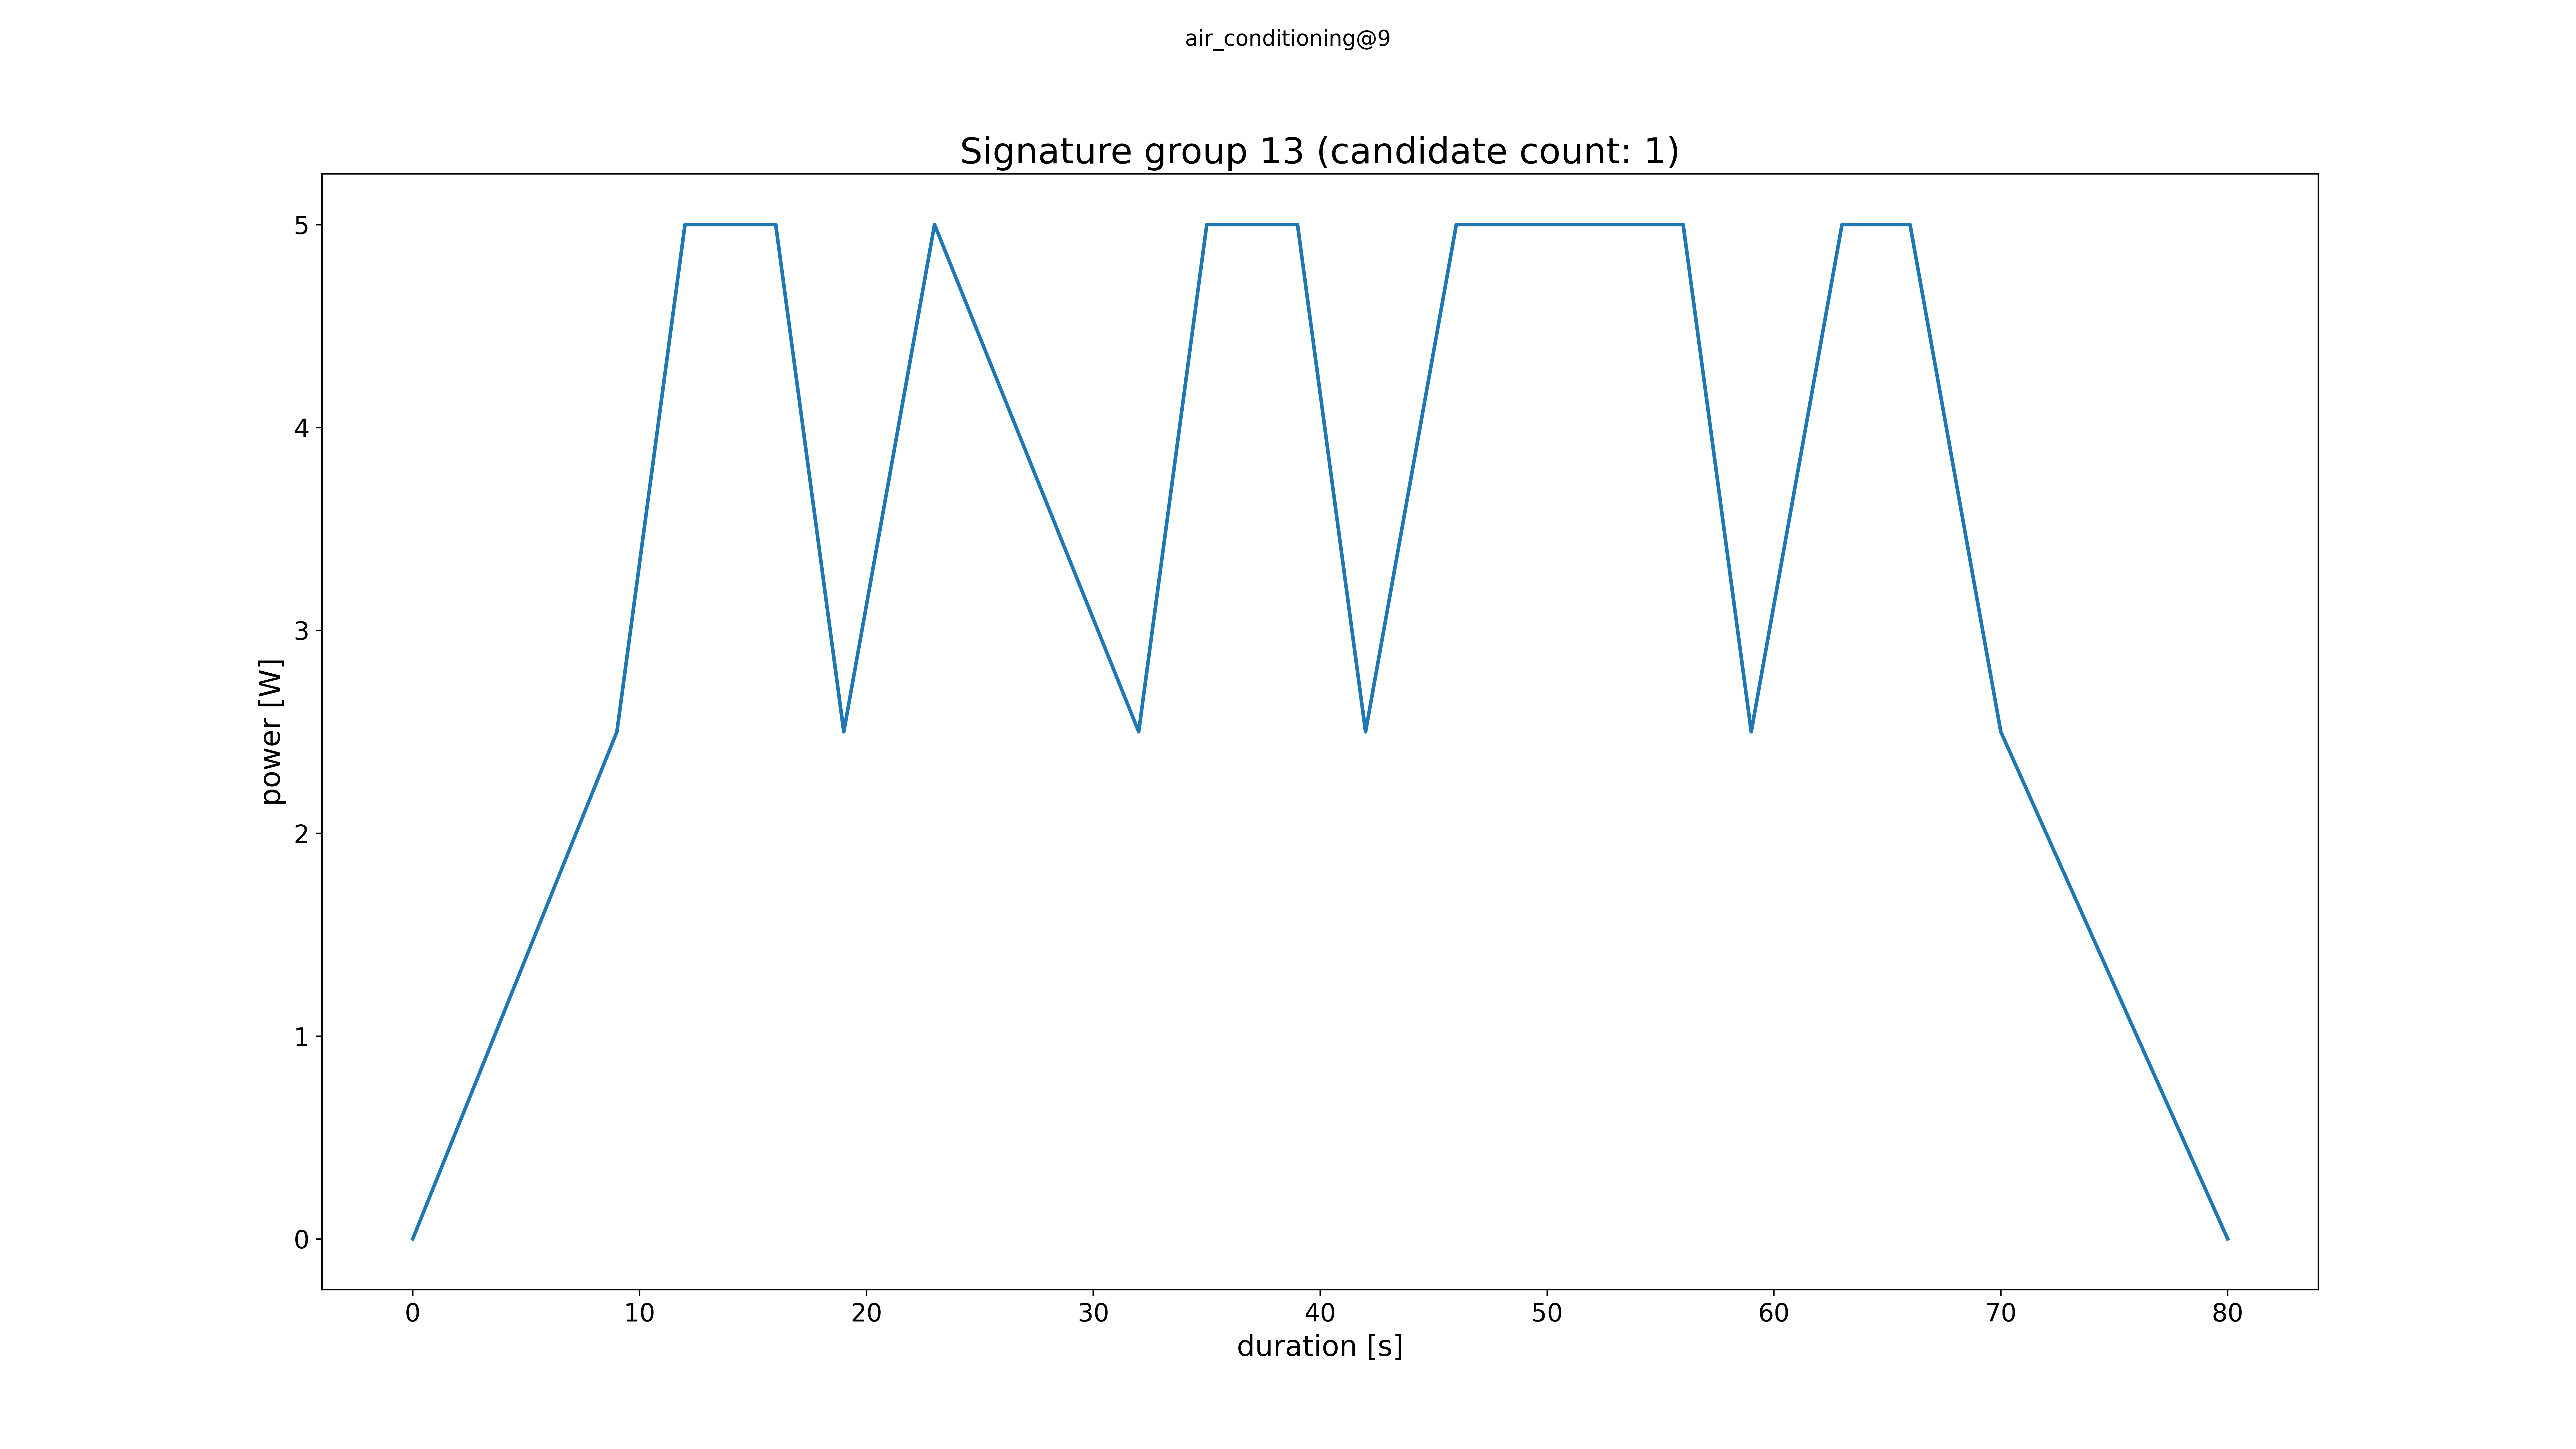 air_conditioning@9
Signature group 13 (candidate count: 1)
5
4
3
2
1
0
power [W]
0 10 20 30 40 50 60 70 80
duration [s]